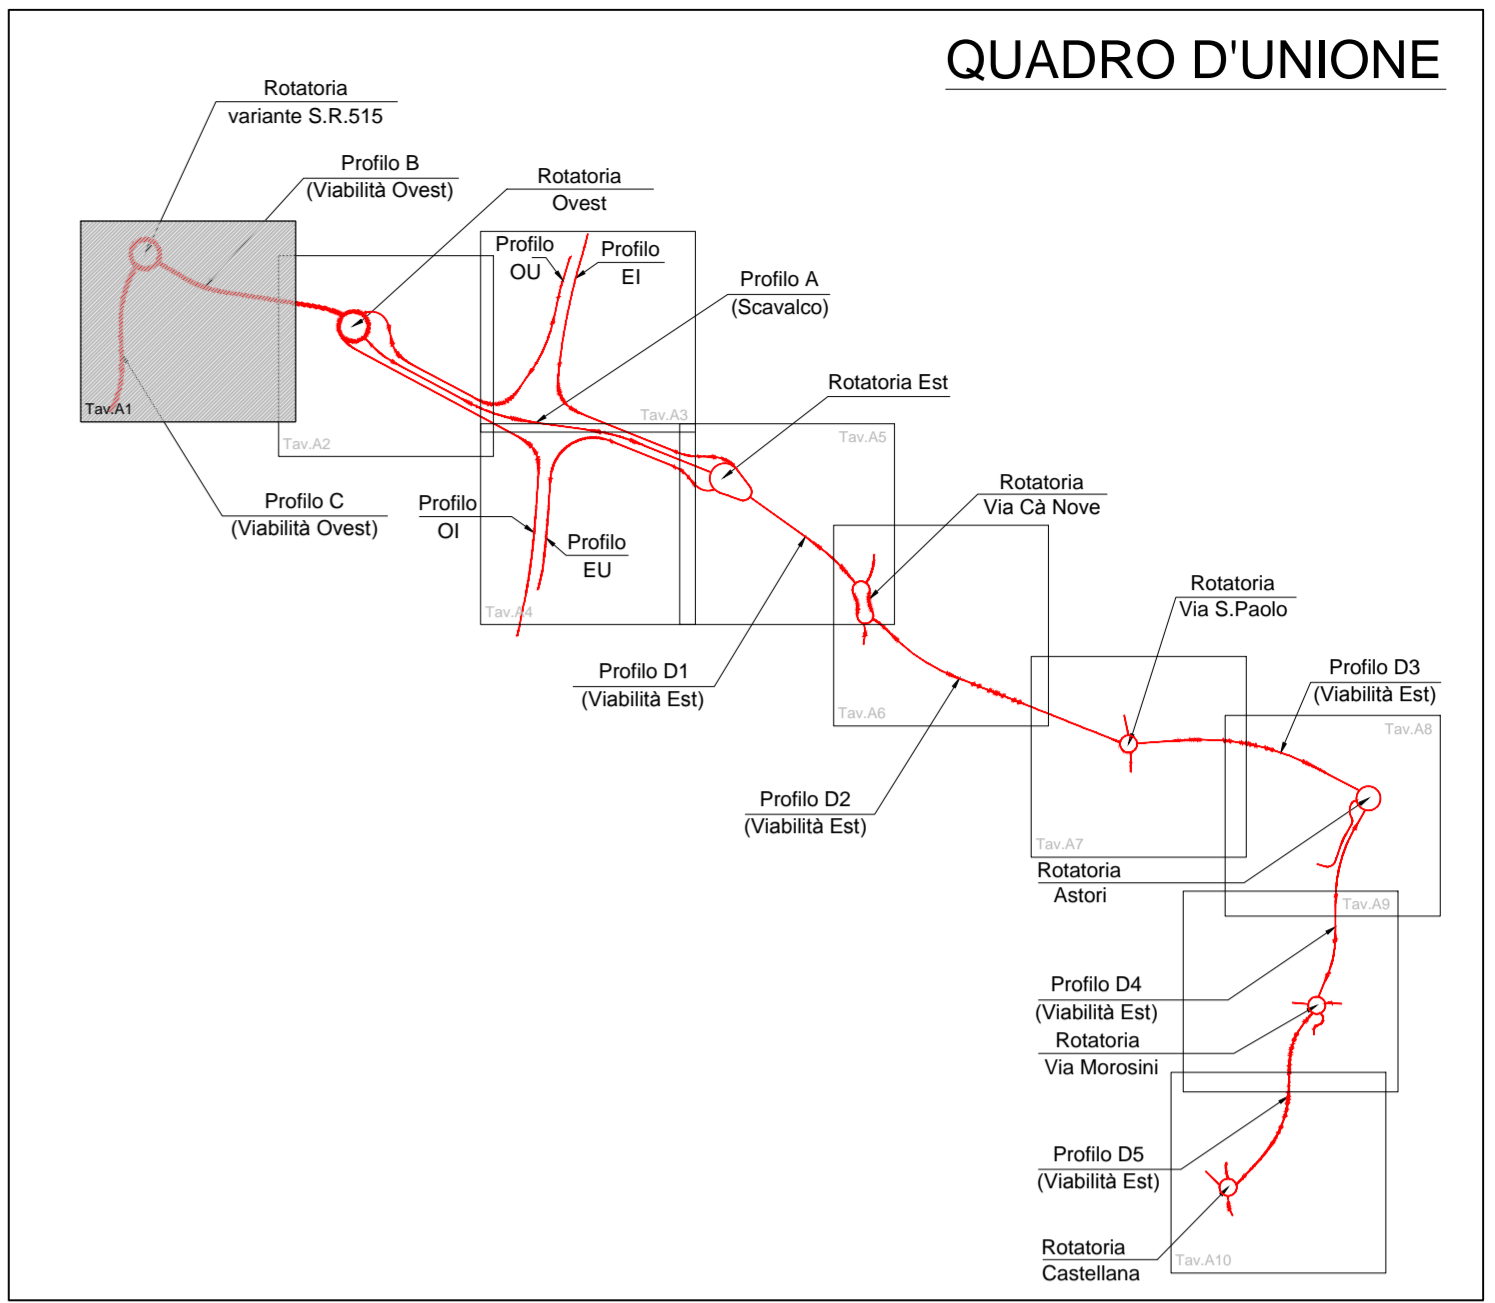 QUADRO D'UNIONE
Rotatoria
variante S.R.515
Profilo B
(Viabilità Ovest)
Rotatoria
Ovest
Profilo
OU
Profilo
EI
Profilo A
(Scavalco)
Rotatoria Est
Tav.A1
Tav.A2
Tav.A3
Tav.A5
Profilo C
(Viabilità Ovest)
Profilo
OI
Profilo
EU
Rotatoria
Via Cà Nove
Tav.A4
Rotatoria
Via S.Paolo
Profilo D1
(Viabilità Est)
Profilo D3
(Viabilità Est)
Tav.A6
Tav.A8
Profilo D2
(Viabilità Est)
Tav.A7
Rotatoria
Astori
Tav.A9
Profilo D4
(Viabilità Est)
Rotatoria
Via Morosini
Profilo D5
(Viabilità Est)
Rotatoria
Castellana
Tav.A10